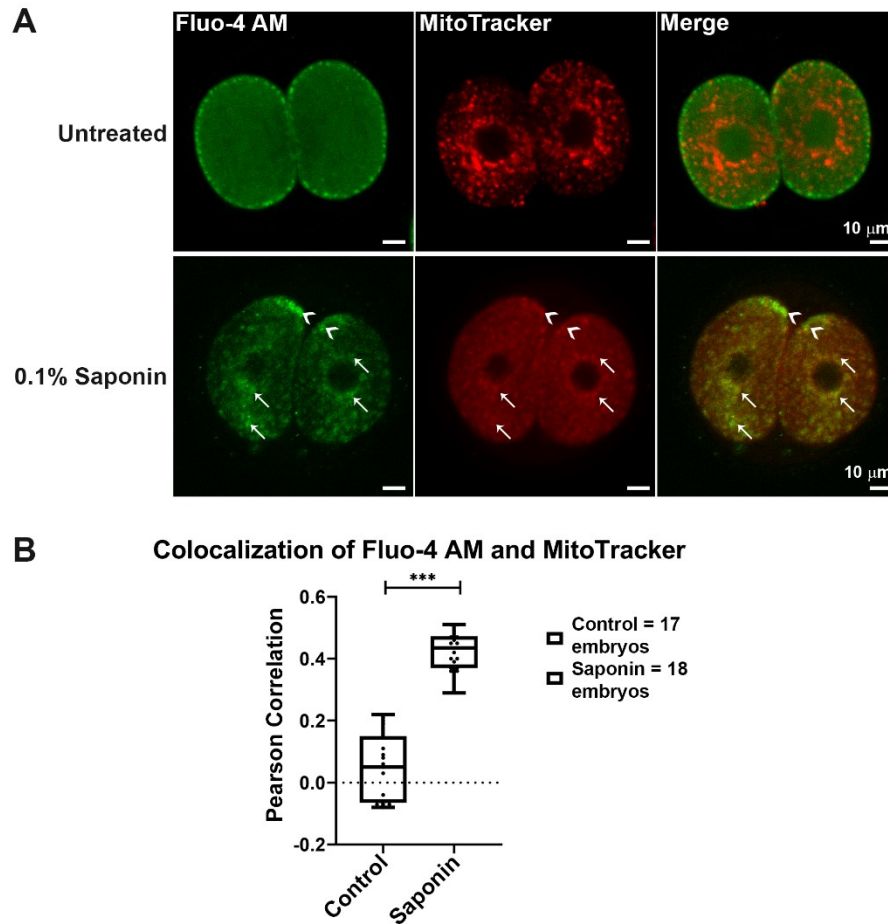 A
Fluo-4 AM
MitoTracker
Merge
Untreated
10 μm
0.1% Saponin
10 μm
B
Colocalization of Fluo-4 AM and MitoTracker
***
0.6
0.4
0.2
0.0
-0.2
Pearson Correlation
Control
Saponin
Control = 17
embryos
Saponin = 18
embryos